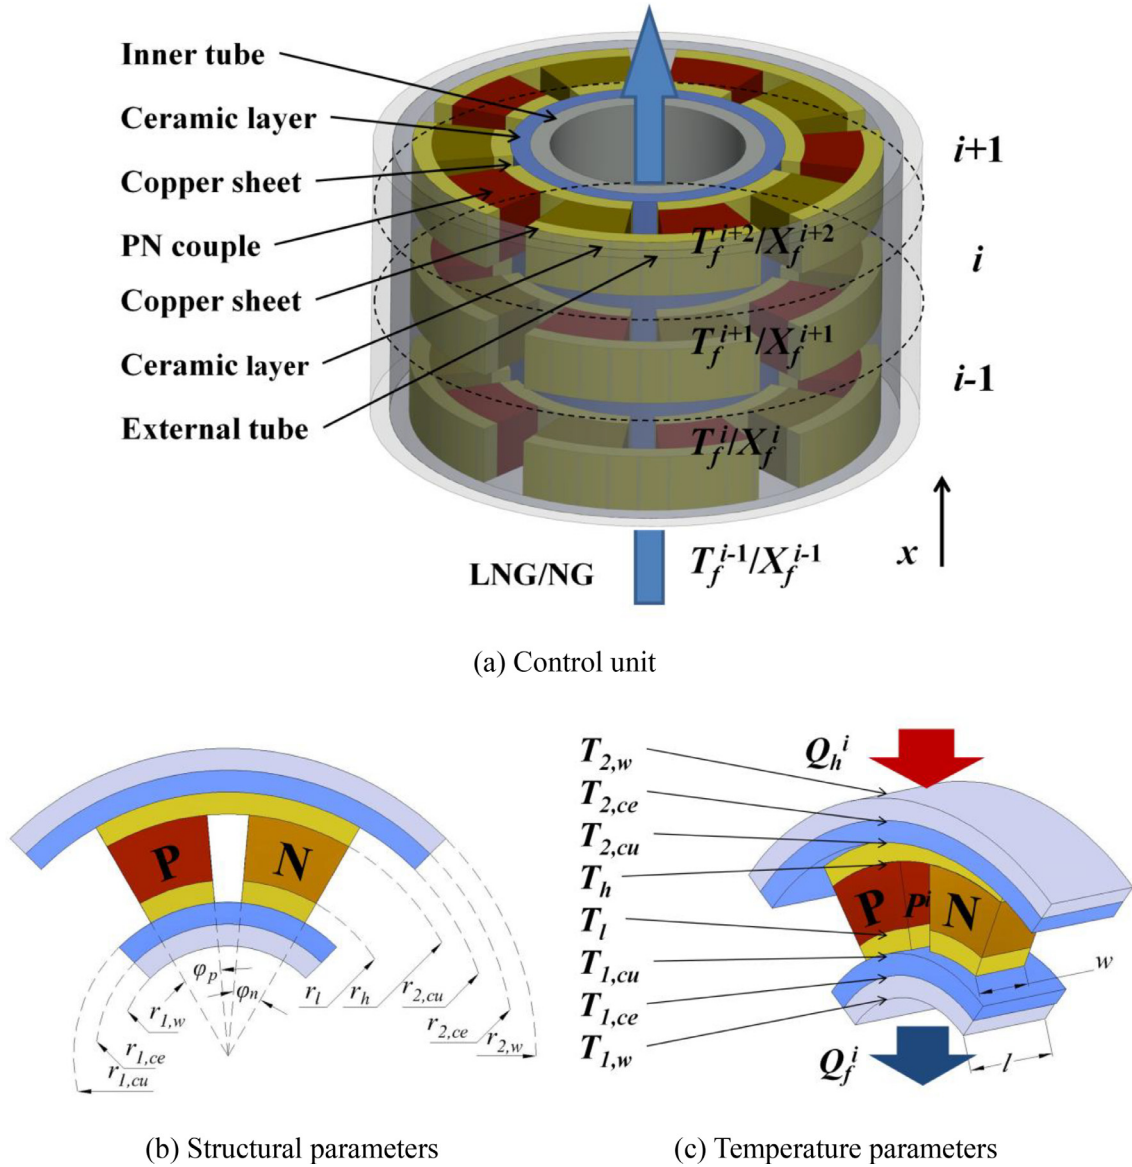 Inner tube
Ceramic layer
Copper sheet
PN couple
Copper sheet
Ceramic layer
External tube
i+1
i
i-1
T_f^{i+2}/X_f^{i+2}
T_f^{i+1}/X_f^{i+1}
T_f^i/X_f^i
x
LNG/NG
T_f^{i-1}/X_f^{i-1}
(a) Control unit
P
N
φ_p
φ_n
r_{1,w}
r_{1,ce}
r_{1,cu}
r_l
r_h
r_{2,cu}
r_{2,ce}
r_{2,w}
(b) Structural parameters
T_{2,w}
T_{2,ce}
T_{2,cu}
T_h
T_l
T_{1,cu}
T_{1,ce}
T_{1,w}
Q_h^i
P
P^i
N
w
l
Q_f^i
(c) Temperature parameters